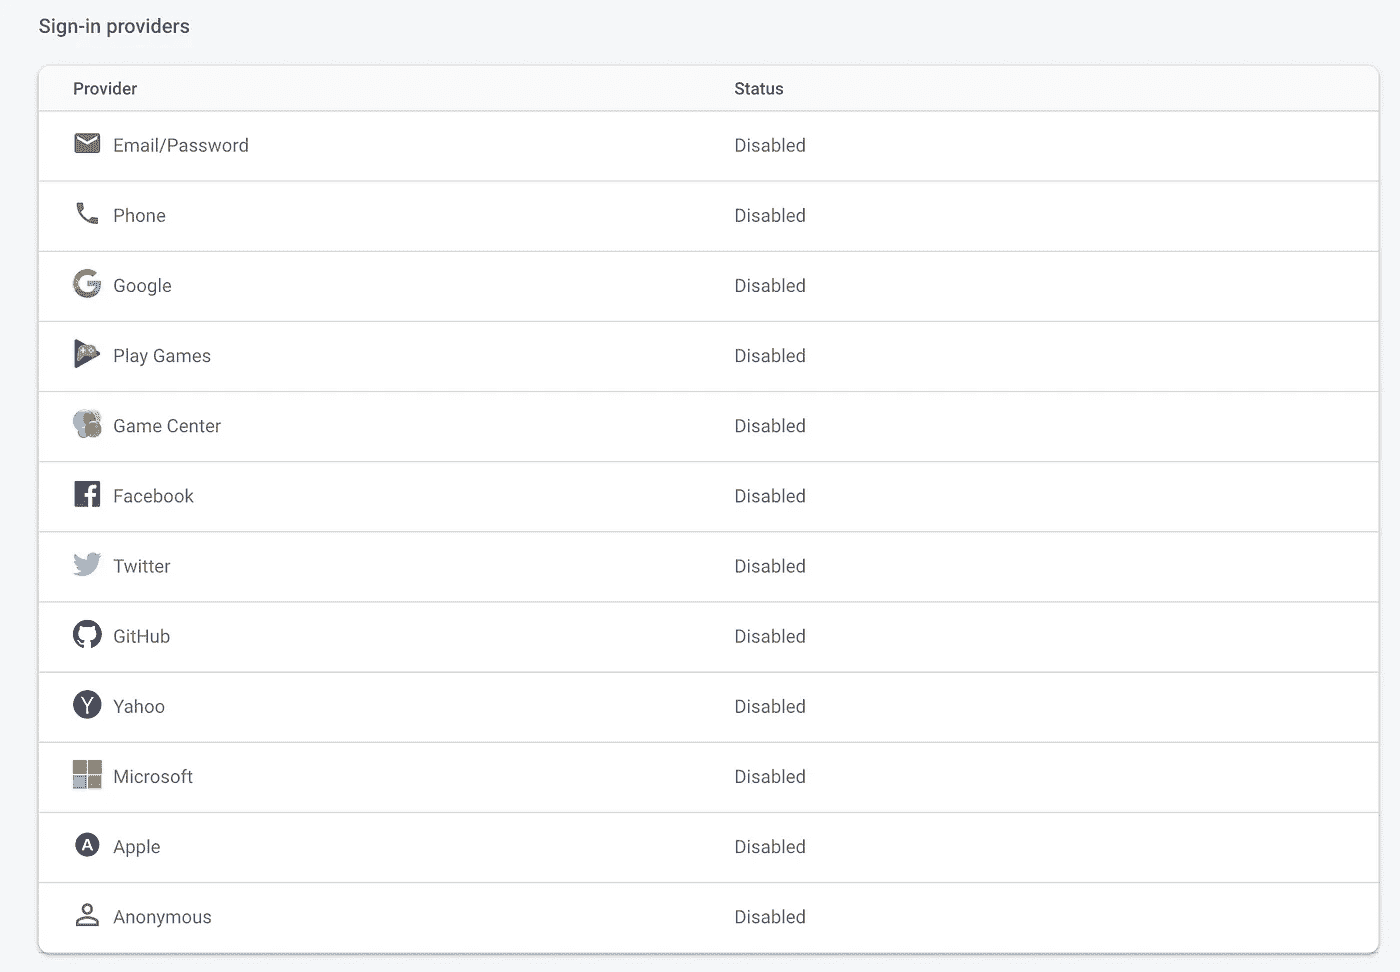 Sign-in providers
Provider Status
Email/Password Disabled
Phone Disabled
Google Disabled
Play Games Disabled
Game Center Disabled
Facebook Disabled
Twitter Disabled
GitHub Disabled
Yahoo Disabled
Microsoft Disabled
Apple Disabled
Anonymous Disabled